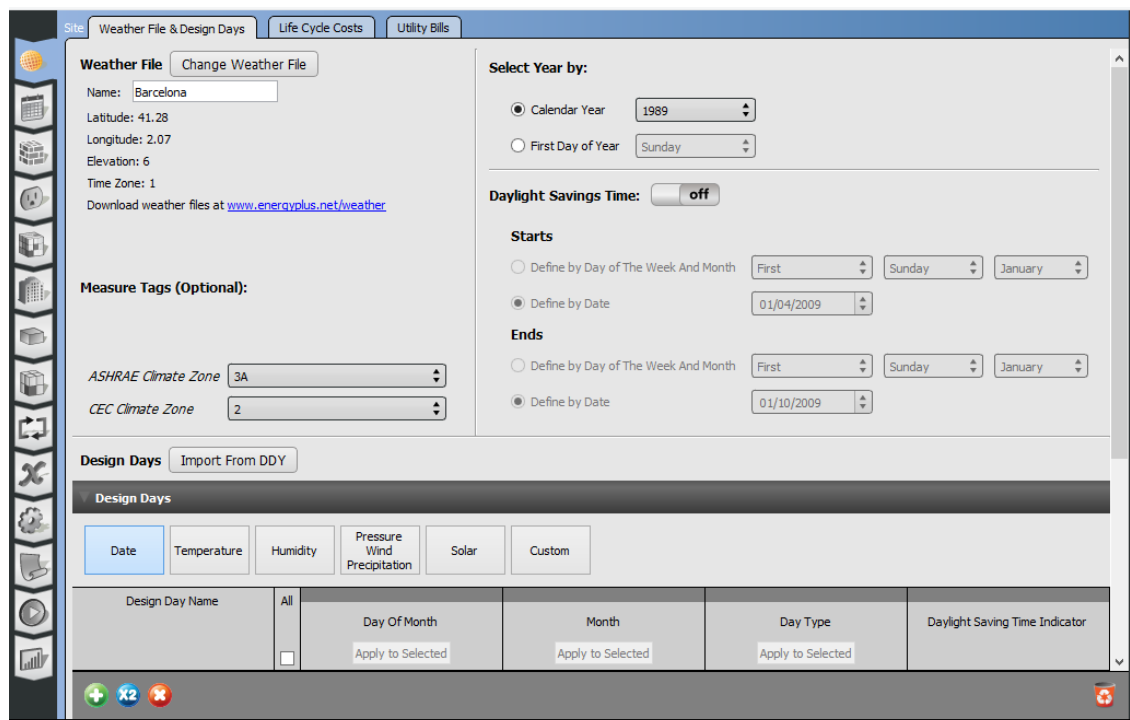 Site
Weather File & Design Days
Life Cycle Costs
Utility Bills
Weather File
Change Weather File
Name: Barcelona
Latitude: 41.28
Longitude: 2.07
Elevation: 6
Time Zone: 1
Download weather files at www.energyplus.net/weather
Measure Tags (Optional):
ASHRAE Climate Zone 3A
CEC Climate Zone 2
Select Year by:
Calendar Year 1989
First Day of Year Sunday
Daylight Savings Time: off
Starts
Define by Day of The Week And Month First Sunday January
Define by Date 01/04/2009
Ends
Define by Day of The Week And Month First Sunday January
Define by Date 01/10/2009
Design Days Import From DDY
Design Days
Date
Temperature
Humidity
Pressure
Wind
Precipitation
Solar
Custom
Design Day Name
All
Day Of Month
Apply to Selected
Month
Apply to Selected
Day Type
Apply to Selected
Daylight Saving Time Indicator
X2